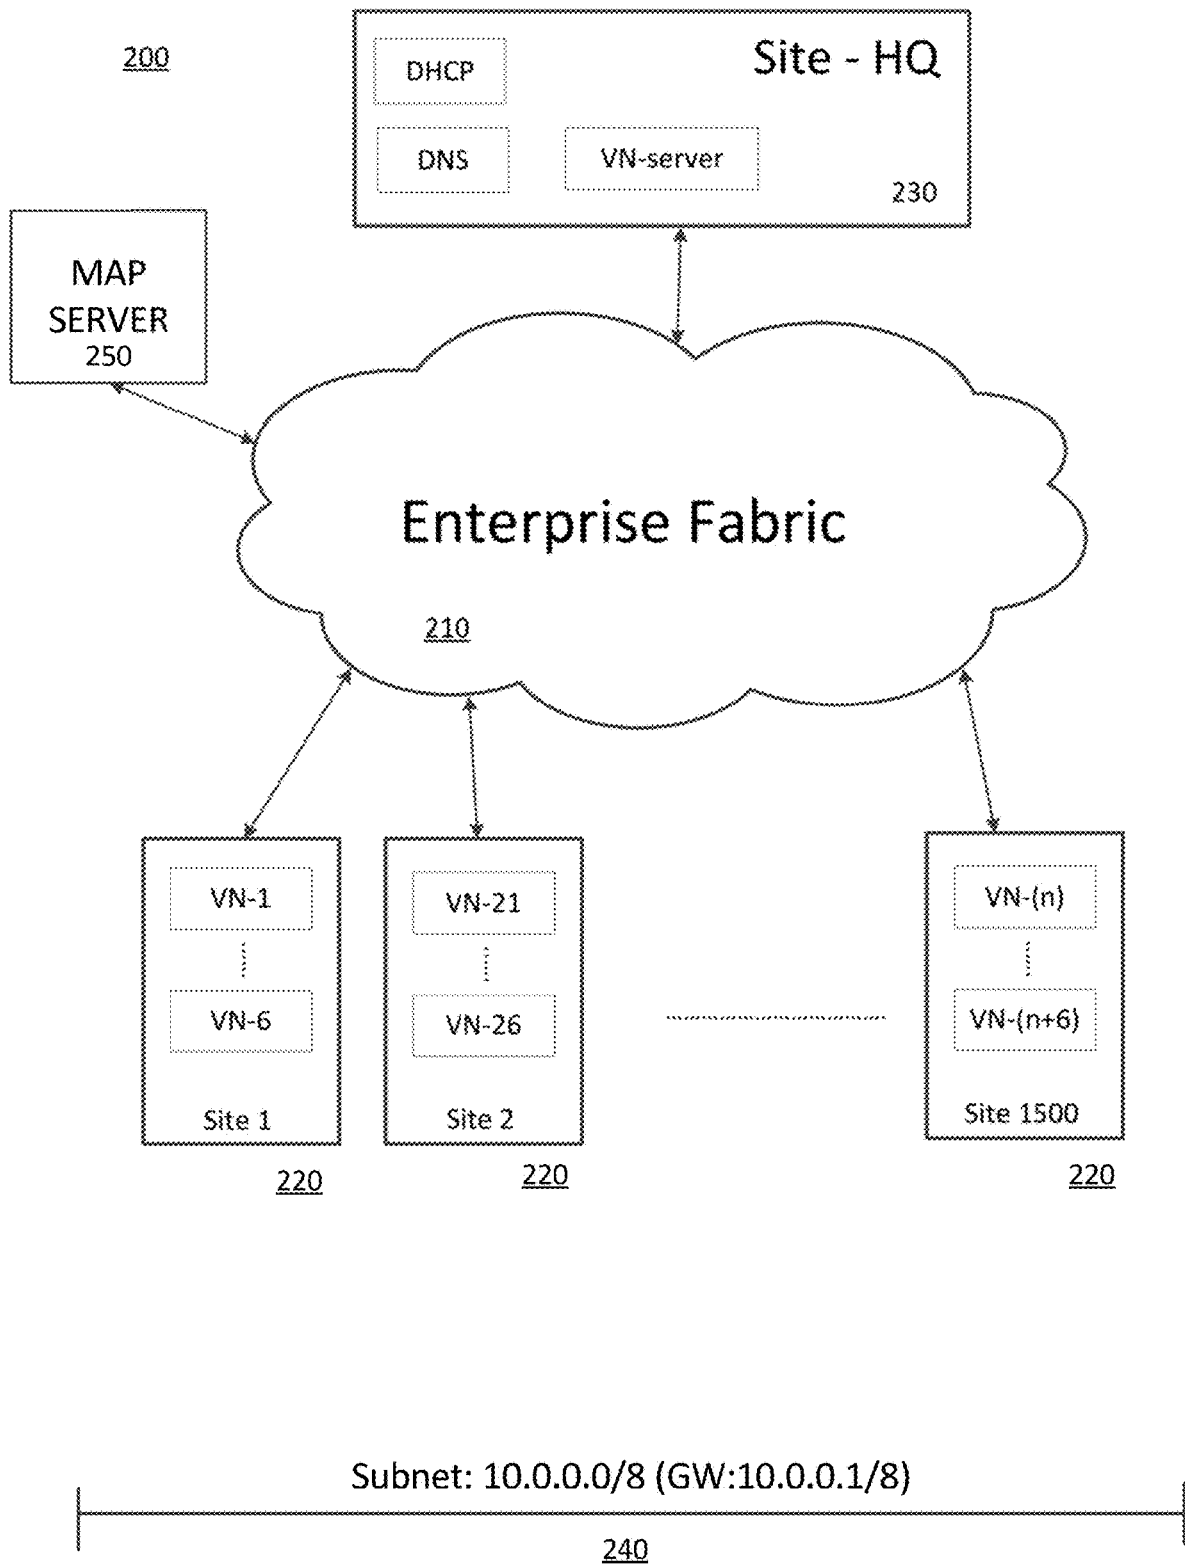 200
DHCP
Site - HQ
DNS
VN-server
230
MAP
SERVER
250
Enterprise Fabric
210
VN-1
VN-6
Site 1
220
VN-21
VN-26
Site 2
220
VN-(n)
VN-(n+6)
Site 1500
220
Subnet: 10.0.0.0/8 (GW:10.0.0.1/8)
240